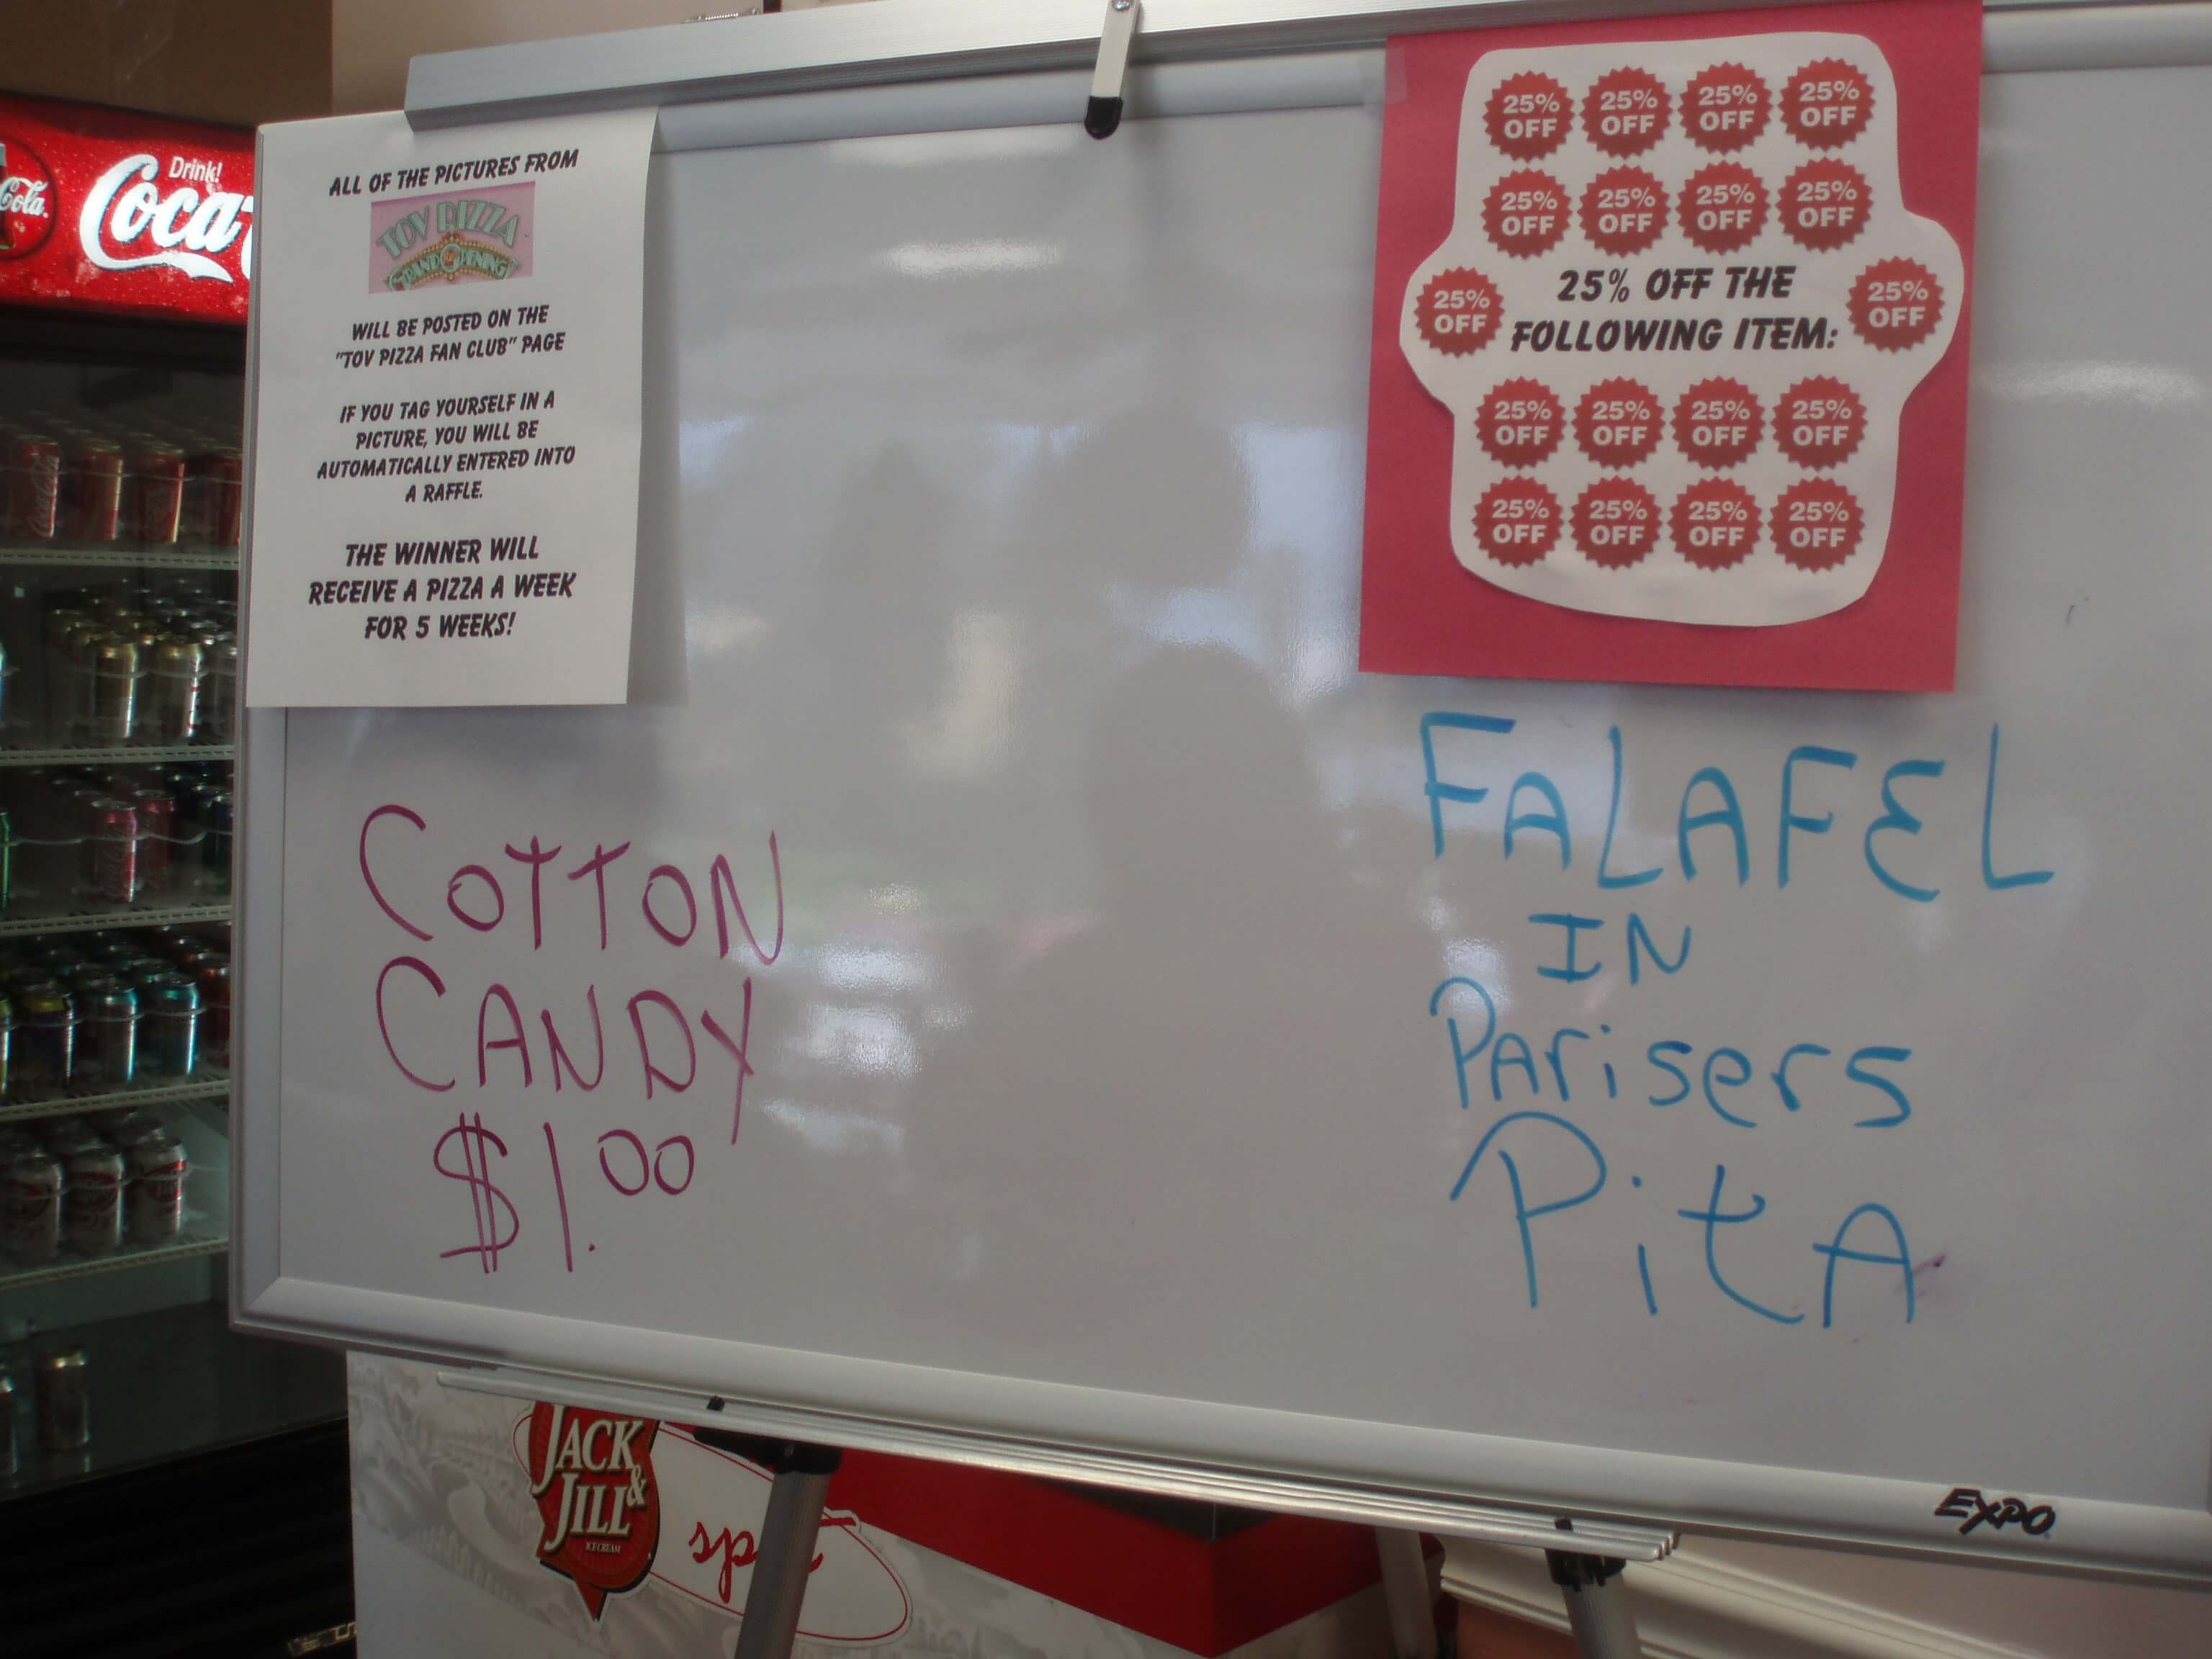 Drink!
Coca
Cola.
ALL OF THE PICTURES FROM
TOV PIZZA
GRAND OPENING
WILL BE POSTED ON THE
"TOV PIZZA FAN CLUB" PAGE
IF YOU TAG YOURSELF IN A
PICTURE, YOU WILL BE
AUTOMATICALLY ENTERED INTO
A RAFFLE.
THE WINNER WILL
RECEIVE A PIZZA A WEEK
FOR 5 WEEKS!
COTTON
CANDY
$1.00
25% OFF 25% OFF 25% OFF 25% OFF
25% OFF 25% OFF 25% OFF 25% OFF
25% OFF 25% OFF THE 25% OFF
FOLLOWING ITEM:
25% OFF 25% OFF 25% OFF 25% OFF
25% OFF 25% OFF 25% OFF 25% OFF
FALAFEL
IN
PArisers
PitA
EXPO
JACK
&
JILL
ICE CREAM